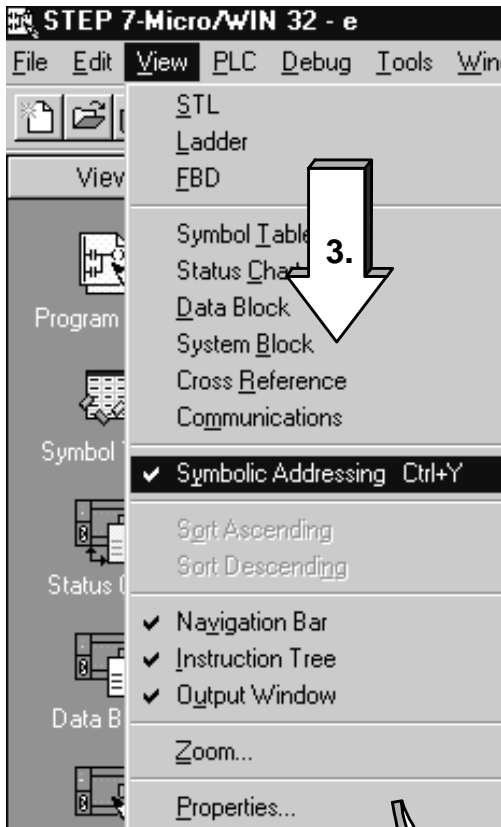 STEP 7-Micro/WIN 32 - e
File Edit View PLC Debug Tools Win
View
STL
Ladder
FBD
Symbol Table
3.
Status Chart
Data Block
System Block
Cross Reference
Communications
Symbolic Addressing Ctrl+Y
Sort Ascending
Sort Descending
Navigation Bar
Instruction Tree
Output Window
Zoom...
Properties...
Program
Symbol
Status
Data B